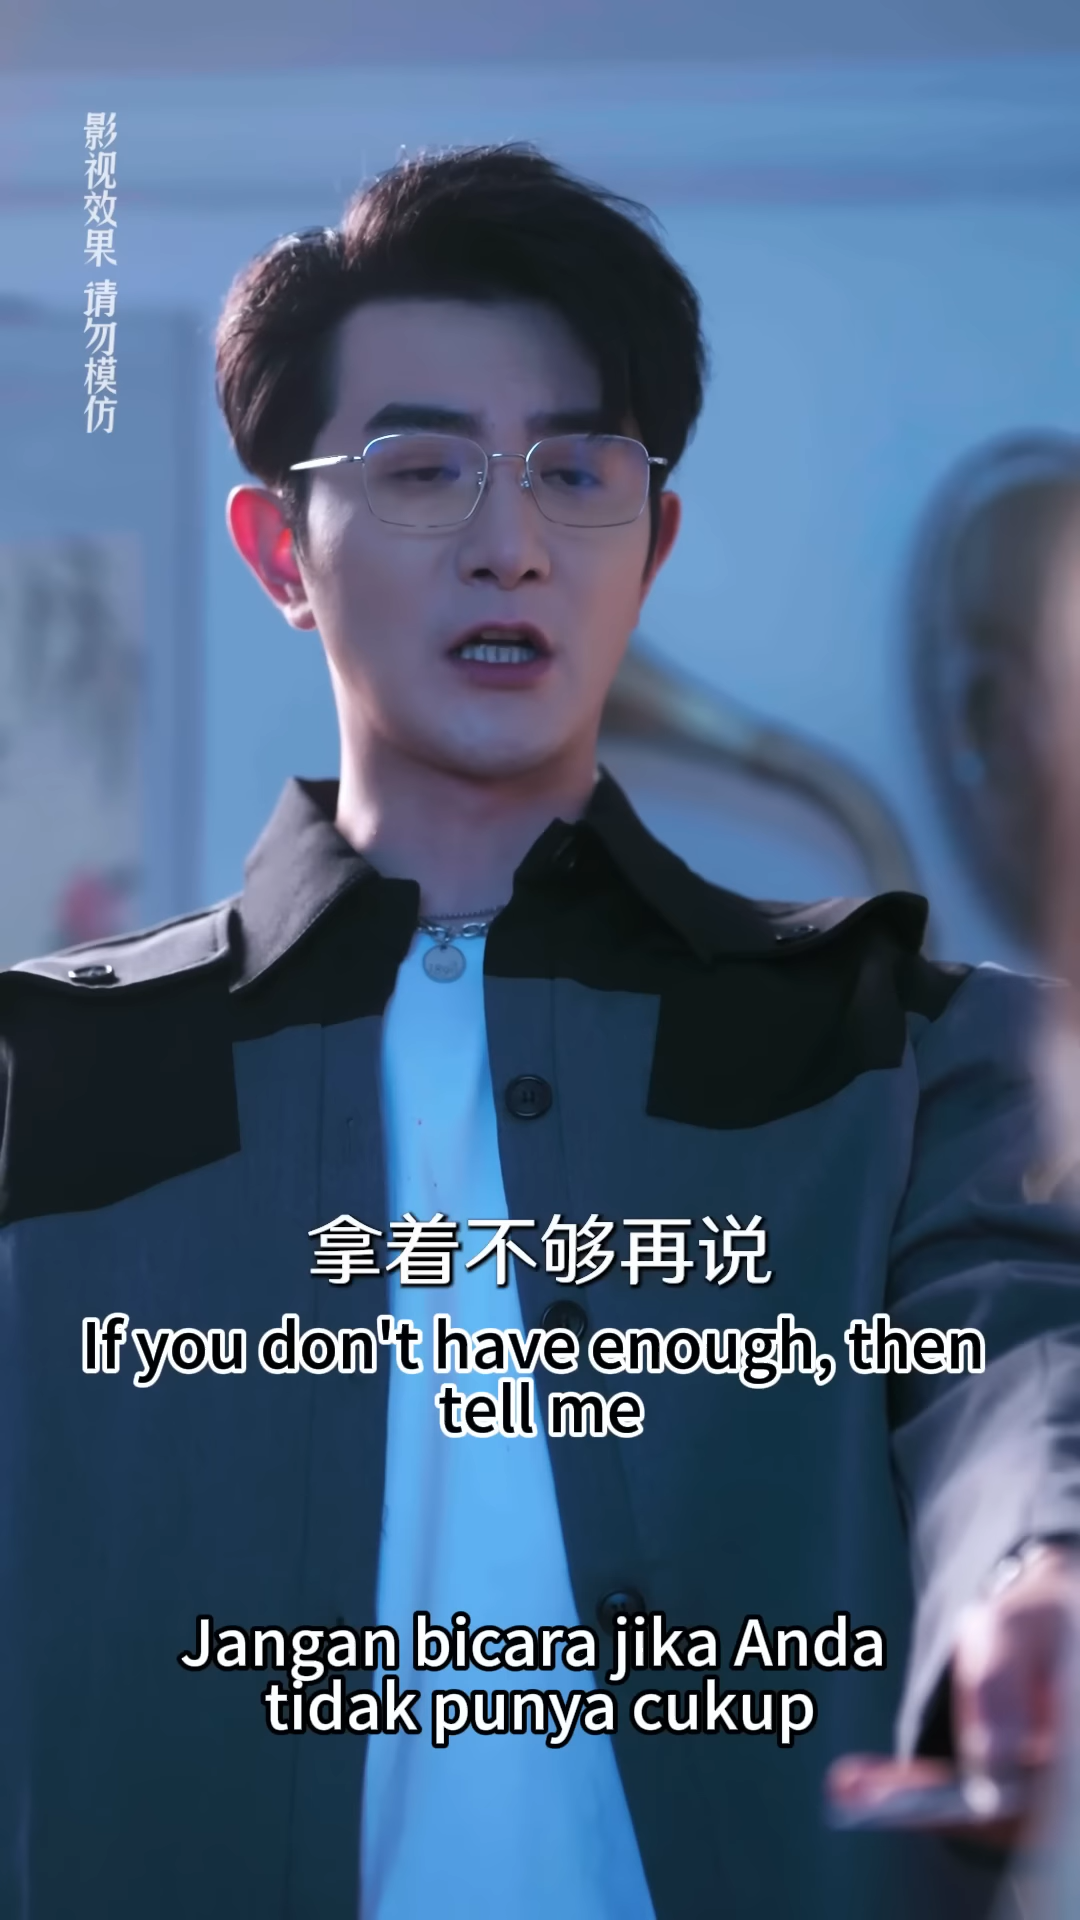 影视效果 请勿模仿
拿着不够再说
If you don't have enough, then
tell me
Jangan bicara jika Anda
tidak punya cukup